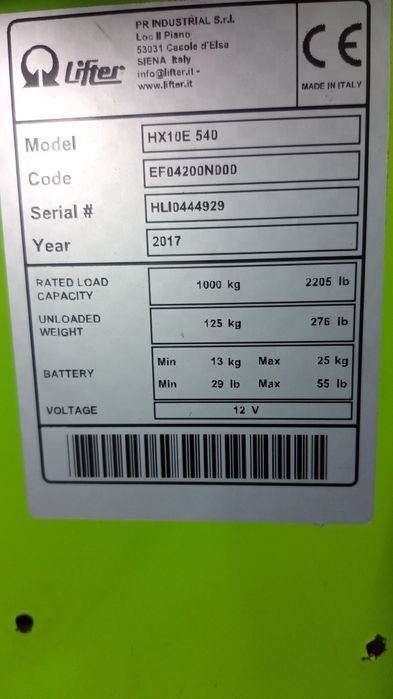 PR INDUSTRIAL S.r.l.
Loc Il Piano
53031 Casole d'Elsa
SIENA Italy
info@lifter.it -
www.lifter.it
Lifter
CE
MADE IN ITALY
Model HX10E 540
Code EF04200N000
Serial # HLI0444929
Year 2017
RATED LOAD CAPACITY 1000 kg 2205 lb
UNLOADED WEIGHT 125 kg 276 lb
BATTERY Min 13 kg Max 25 kg
Min 29 lb Max 55 lb
VOLTAGE 12 V